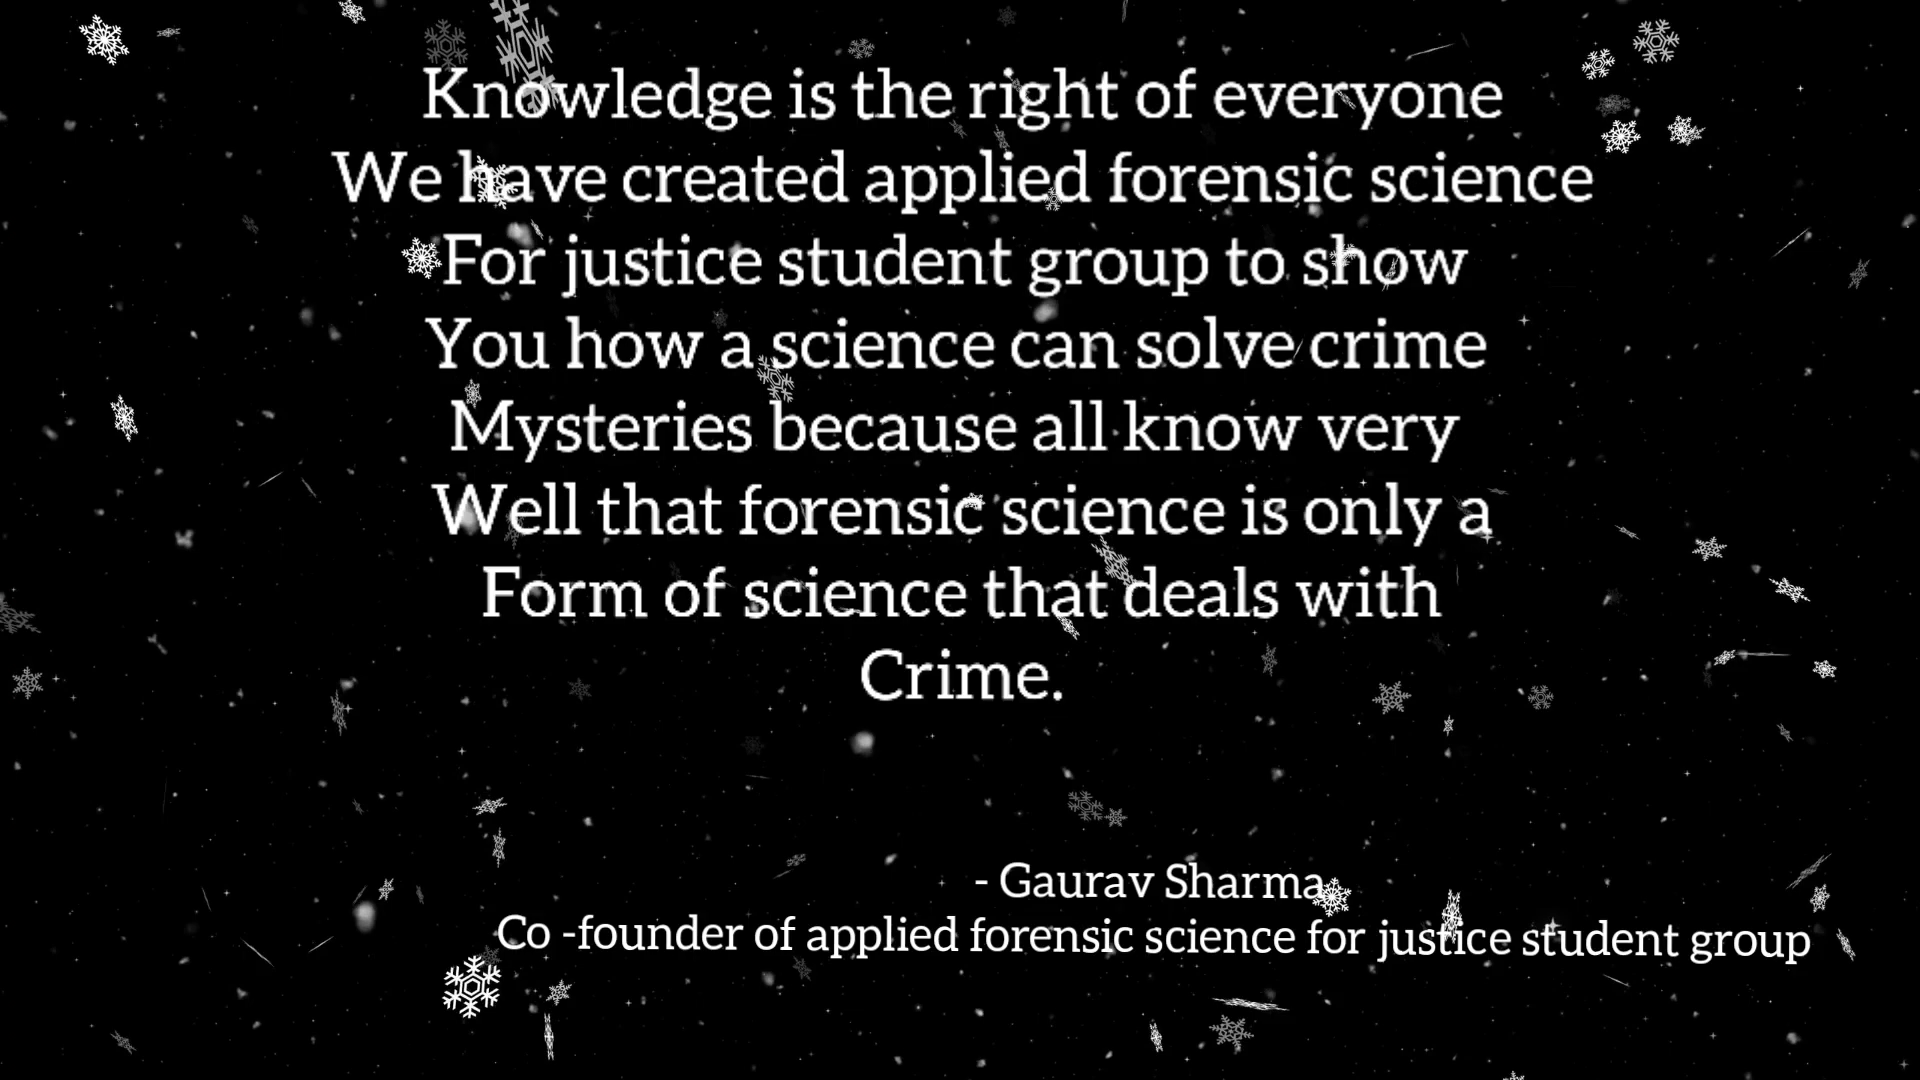 Knowledge is the right of everyone
We have created applied forensic science
For justice student group to show
You how a science can solve crime
Mysteries because all know very
Well that forensic science is only a
Form of science that deals with
Crime.
- Gaurav Sharma
Co -founder of applied forensic science for justice student group